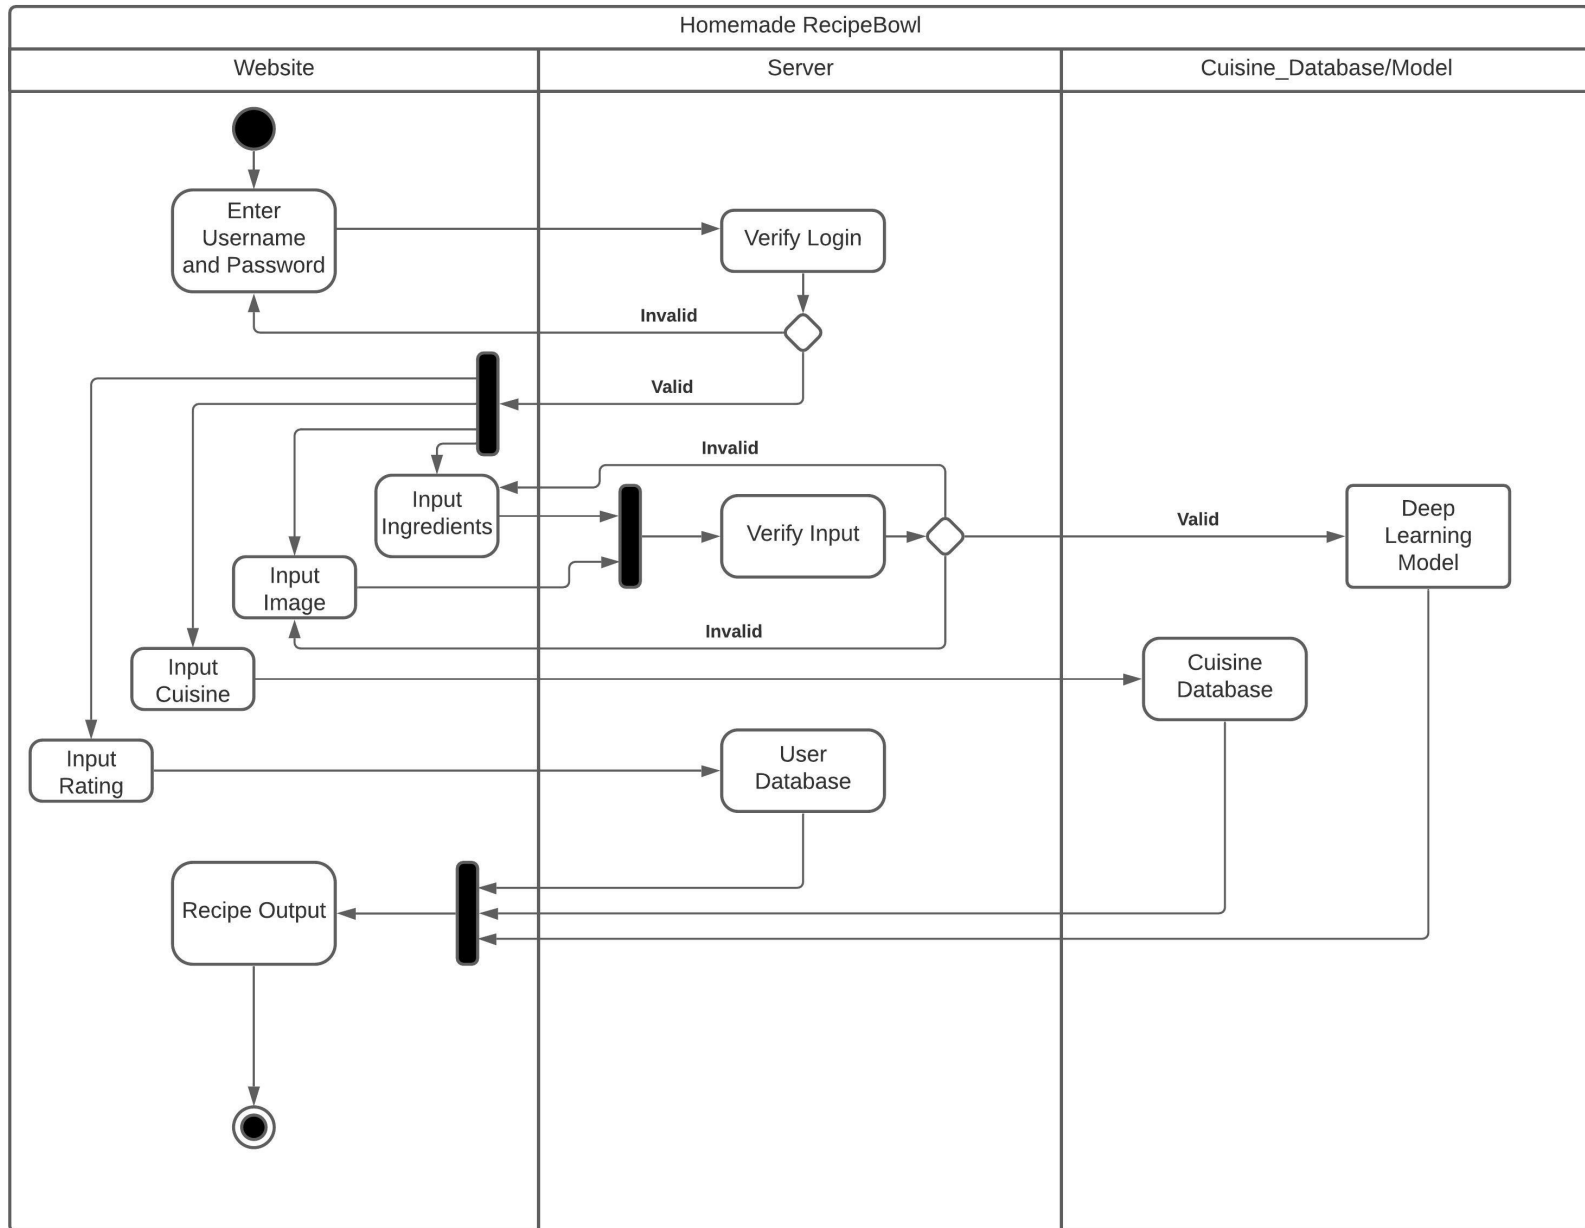 Homemade RecipeBowl
Website
Server
Cuisine_Database/Model
Enter
Username
and Password
Verify Login
Invalid
Valid
Invalid
Input
Ingredients
Verify Input
Valid
Deep
Learning
Model
Input
Image
Invalid
Input
Cuisine
Cuisine
Database
Input
Rating
User
Database
Recipe Output